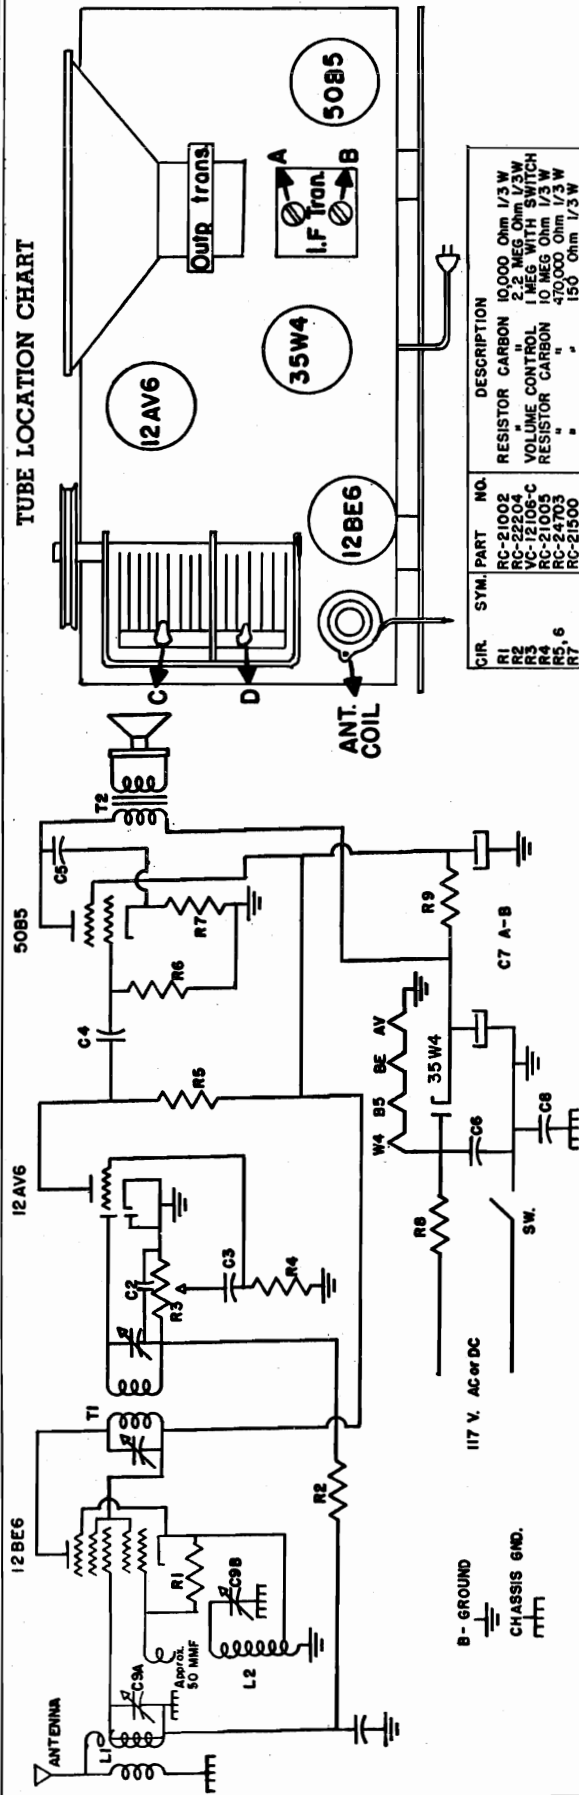 TUBE LOCATION CHART
12AV6
Outp trans.
50B5
35W4
I.F Tran.
A
B
12BE6
C
D
ANT.
COIL
CIR. SYM. PART NO. DESCRIPTION
R1 RC-21002 RESISTOR CARBON 10,000 Ohm 1/3 W
R2 RC-22204 " " 2.2 MEG Ohm 1/3 W
R3 VC-12106-C VOLUME CONTROL 1 MEG WITH SWITCH
R4 RC-21005 RESISTOR CARBON 10 MEG Ohm 1/3 W
R5,6 RC-24703 " " 470,000 Ohm 1/3 W
R7 RC-21500 " " 150 Ohm 1/3 W
12BE6
12AV6
50B5
ANTENNA
L1
C9A
Approx.
50 MMF
R1
C9B
L2
T1
R2
C2
R3
C3
R4
R5
C4
R6
R7
C5
T2
W4 B5 BE AV
35W4
R9
C7 A-B
R8
C6
C8
SW.
117 V. AC or DC
B- GROUND
CHASSIS GND.